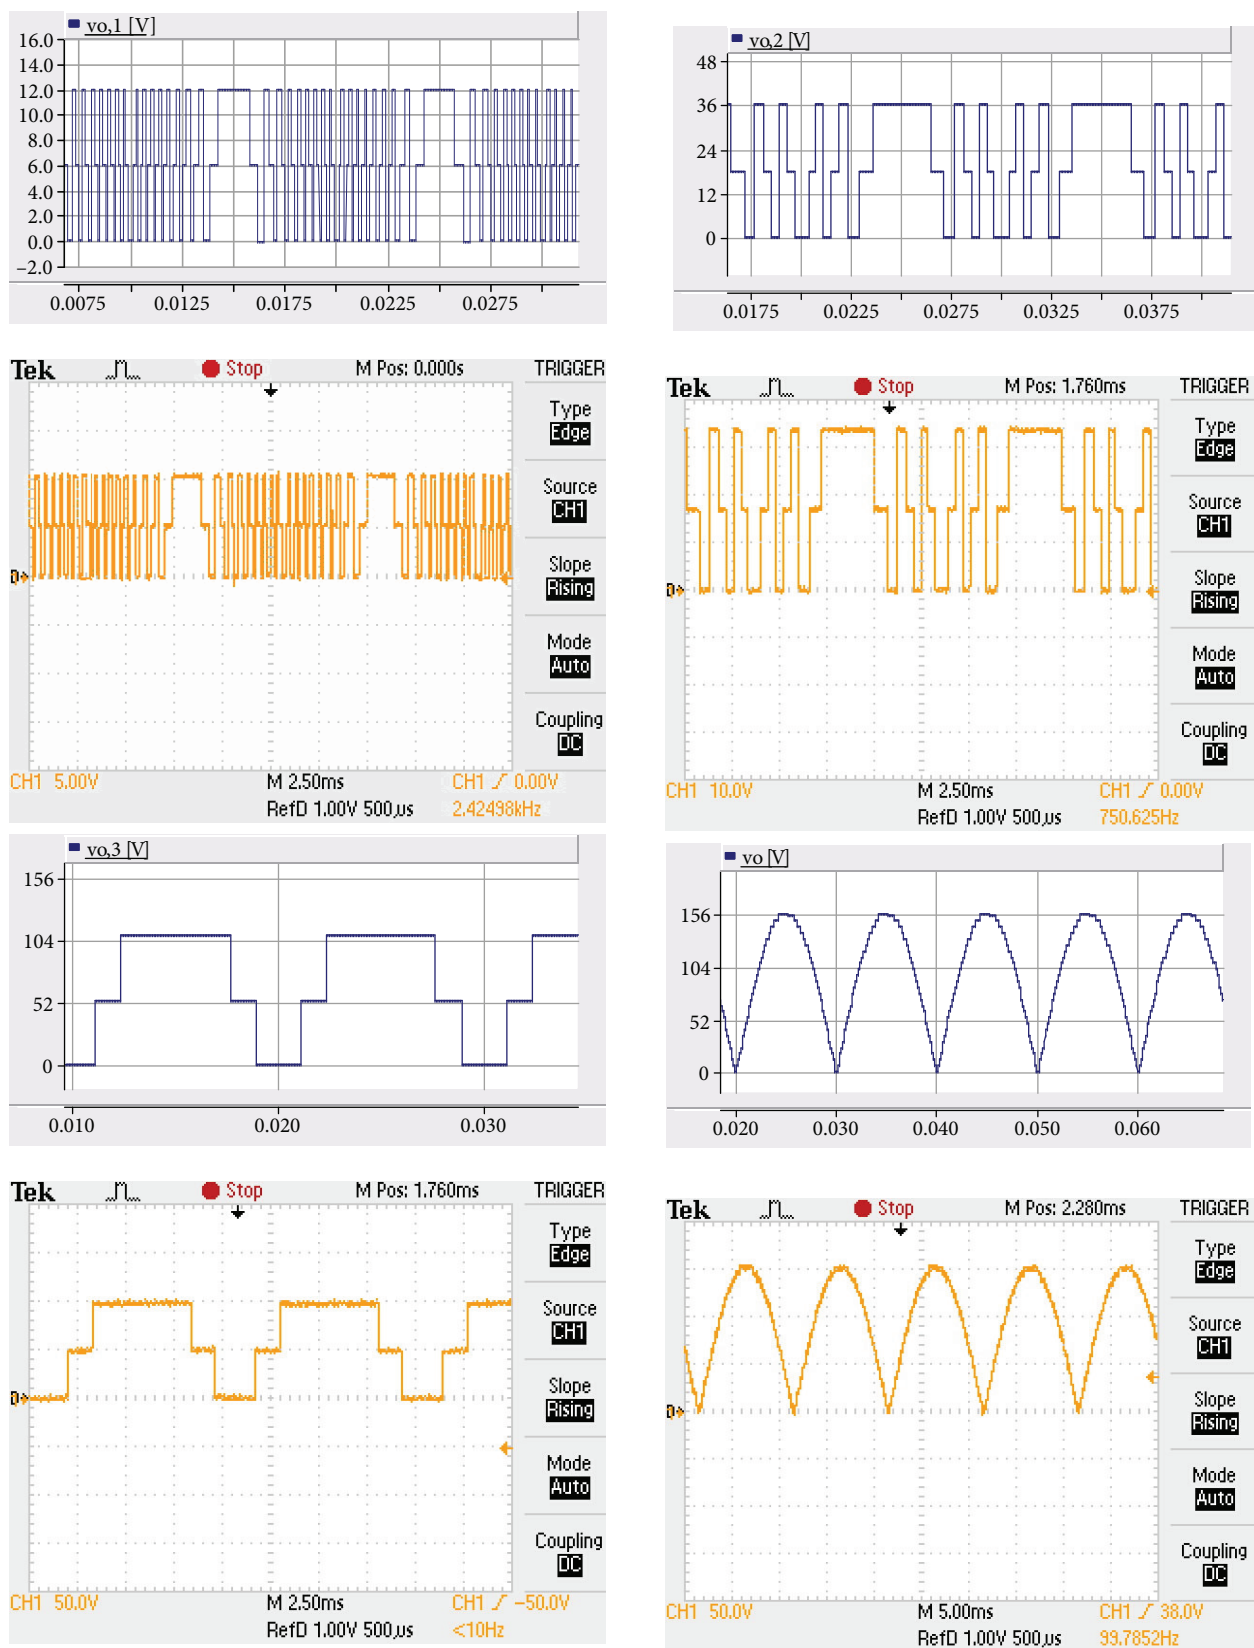 vo,1 [V]
16.0
14.0
12.0
10.0
8.0
6.0
4.0
2.0
0.0
−2.0
0.0075 0.0125 0.0175 0.0225 0.0275
vo,2 [V]
48
36
24
12
0
0.0175 0.0225 0.0275 0.0325 0.0375
Tek Stop M Pos: 0.000s TRIGGER
Type
Edge
Source
CH1
Slope
Rising
Mode
Auto
Coupling
DC
CH1 5.00V M 2.50ms CH1 0.00V
RefD 1.00V 500µs 2.42498kHz
Tek Stop M Pos: 1.760ms TRIGGER
Type
Edge
Source
CH1
Slope
Rising
Mode
Auto
Coupling
DC
CH1 10.0V M 2.50ms CH1 0.00V
RefD 1.00V 500µs 750.625Hz
vo,3 [V]
156
104
52
0
0.010 0.020 0.030
vo [V]
156
104
52
0
0.020 0.030 0.040 0.050 0.060
Tek Stop M Pos: 1.760ms TRIGGER
Type
Edge
Source
CH1
Slope
Rising
Mode
Auto
Coupling
DC
CH1 50.0V M 2.50ms CH1 −50.0V
RefD 1.00V 500µs <10Hz
Tek Stop M Pos: 2.280ms TRIGGER
Type
Edge
Source
CH1
Slope
Rising
Mode
Auto
Coupling
DC
CH1 50.0V M 5.00ms CH1 38.0V
RefD 1.00V 500µs 99.7852Hz